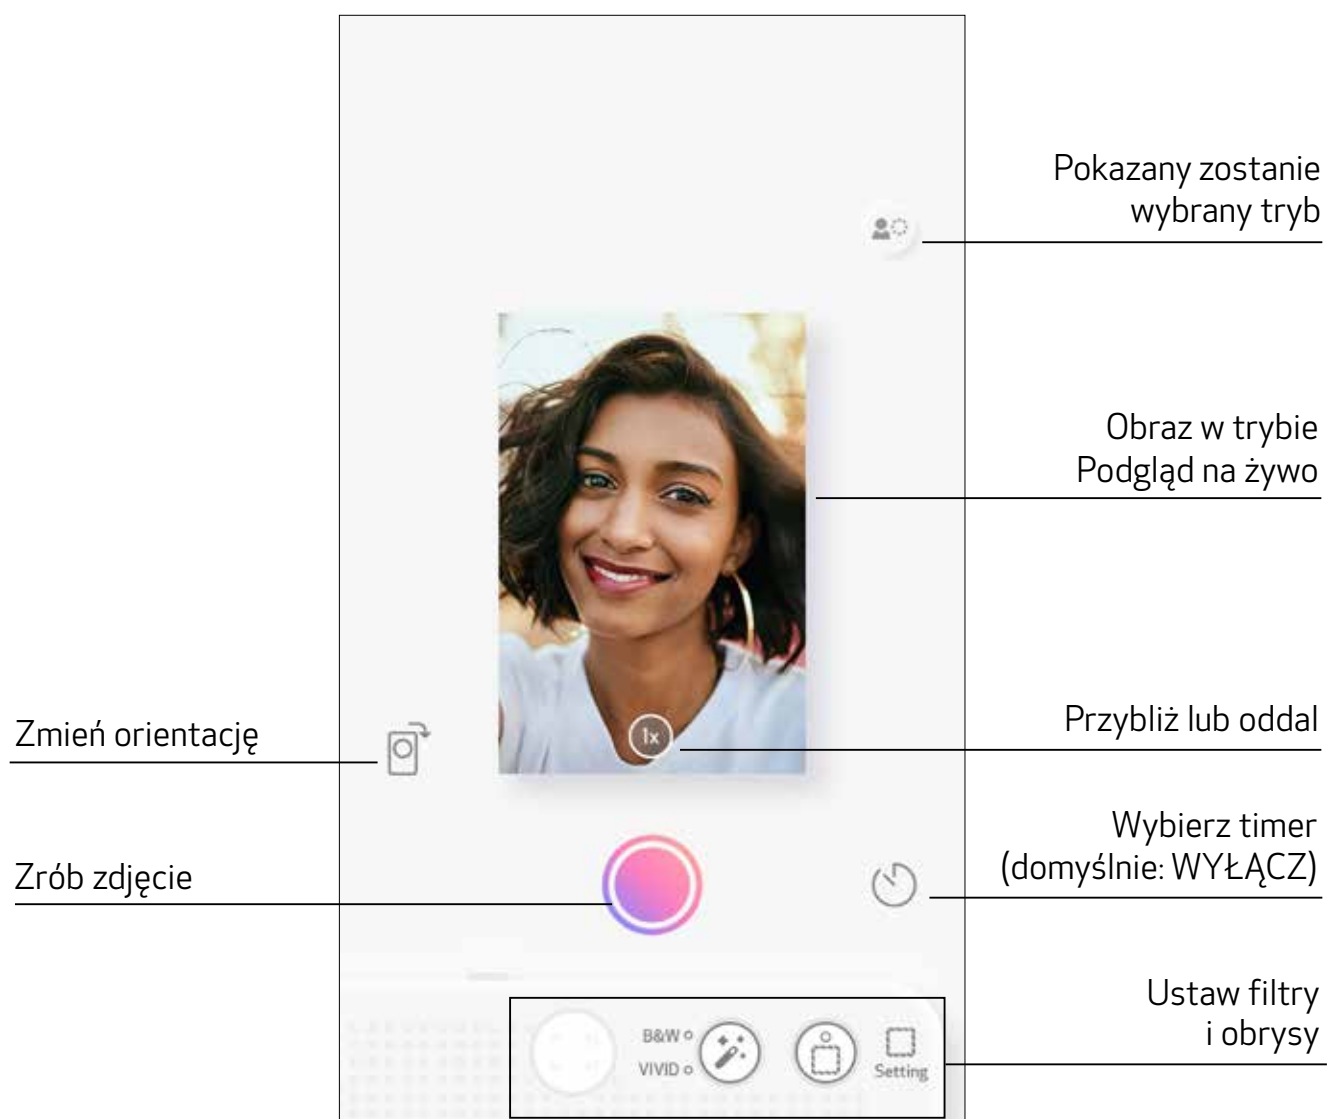 Pokazany zostanie
wybrany tryb
Obraz w trybie
Podgląd na żywo
Zmień orientację
1x
Przybliż lub oddal
Zrób zdjęcie
Wybierz timer
(domyślnie: WYŁĄCZ)
Ustaw filtry
i obrysy
B&W
VIVID
Setting